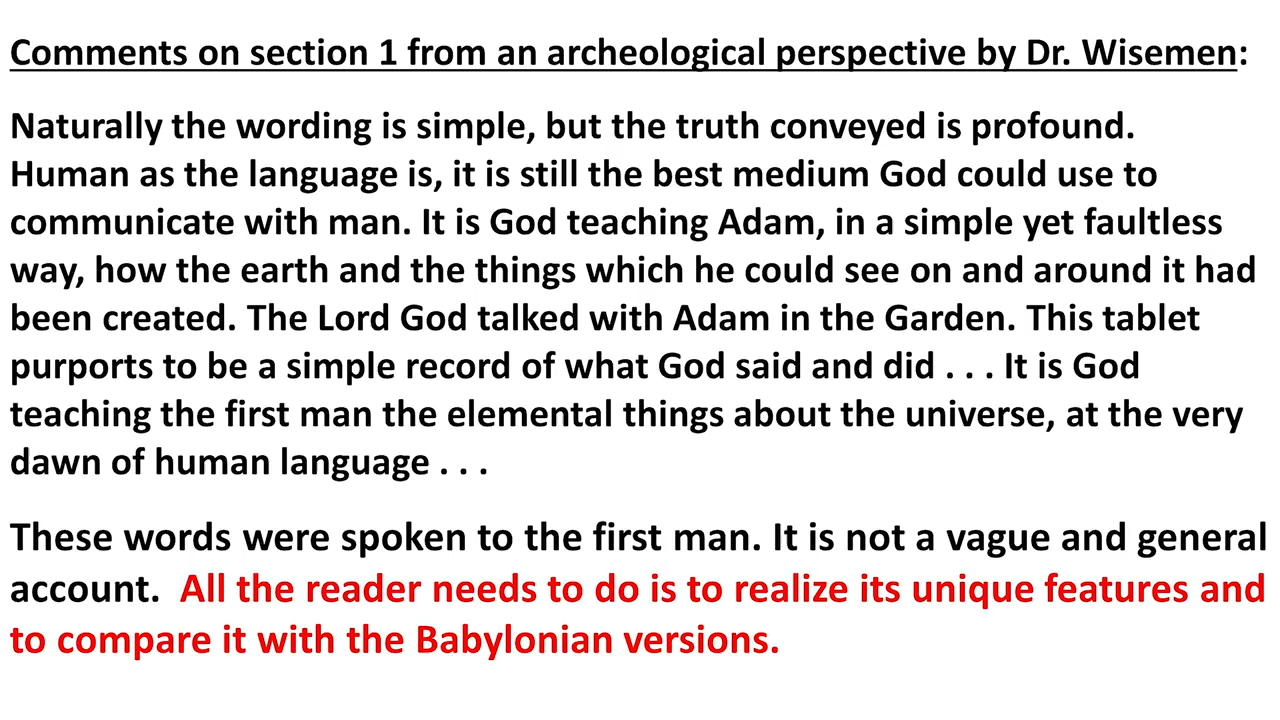 Comments on section 1 from an archeological perspective by Dr. Wisemen:
Naturally the wording is simple, but the truth conveyed is profound.
Human as the language is, it is still the best medium God could use to
communicate with man. It is God teaching Adam, in a simple yet faultless
way, how the earth and the things which he could see on and around it had
been created. The Lord God talked with Adam in the Garden. This tablet
purports to be a simple record of what God said and did . . . It is God
teaching the first man the elemental things about the universe, at the very
dawn of human language . . .
These words were spoken to the first man. It is not a vague and general
account.  All the reader needs to do is to realize its unique features and
to compare it with the Babylonian versions.